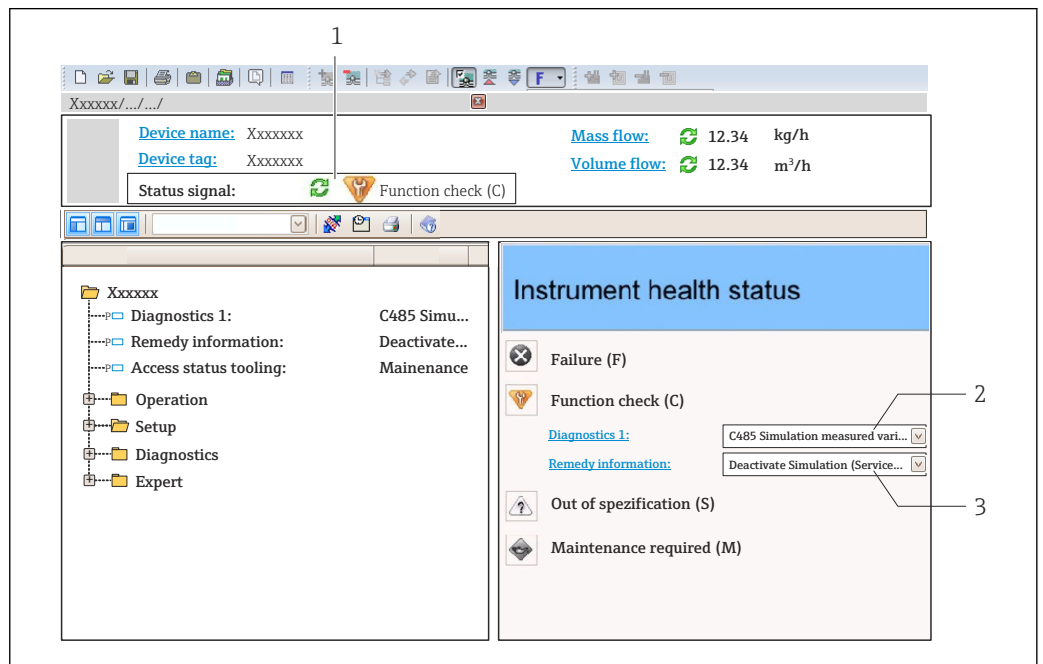 1
F
Xxxxxx/.../.../
Device name: Xxxxxxx
Mass flow: 12.34 kg/h
Device tag: Xxxxxxx
Volume flow: 12.34 m³/h
Status signal: Function check (C)
Xxxxxx
P Diagnostics 1: C485 Simu...
P Remedy information: Deactivate...
P Access status tooling: Mainenance
Operation
Setup
Diagnostics
Expert
Instrument health status
Failure (F)
Function check (C)
2
Diagnostics 1: C485 Simulation measured vari...
Remedy information: Deactivate Simulation (Service...
Out of spezification (S)
3
Maintenance required (M)